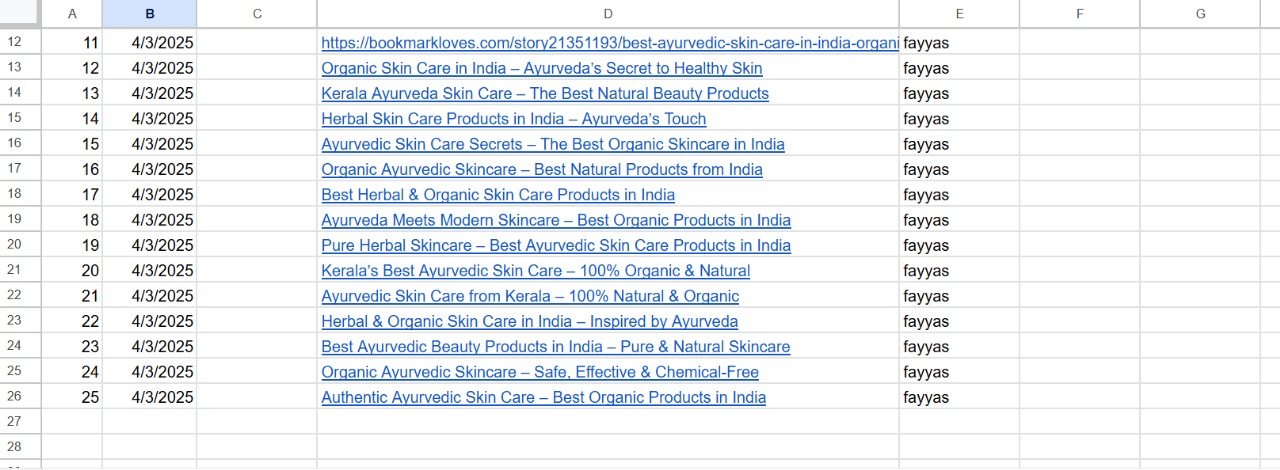 A B C D E F G
12 11 4/3/2025 https://bookmarkloves.com/story21351193/best-ayurvedic-skin-care-in-india-organi fayyas
13 12 4/3/2025 Organic Skin Care in India – Ayurveda's Secret to Healthy Skin fayyas
14 13 4/3/2025 Kerala Ayurveda Skin Care – The Best Natural Beauty Products fayyas
15 14 4/3/2025 Herbal Skin Care Products in India – Ayurveda's Touch fayyas
16 15 4/3/2025 Ayurvedic Skin Care Secrets – The Best Organic Skincare in India fayyas
17 16 4/3/2025 Organic Ayurvedic Skincare – Best Natural Products from India fayyas
18 17 4/3/2025 Best Herbal & Organic Skin Care Products in India fayyas
19 18 4/3/2025 Ayurveda Meets Modern Skincare – Best Organic Products in India fayyas
20 19 4/3/2025 Pure Herbal Skincare – Best Ayurvedic Skin Care Products in India fayyas
21 20 4/3/2025 Kerala's Best Ayurvedic Skin Care – 100% Organic & Natural fayyas
22 21 4/3/2025 Ayurvedic Skin Care from Kerala – 100% Natural & Organic fayyas
23 22 4/3/2025 Herbal & Organic Skin Care in India – Inspired by Ayurveda fayyas
24 23 4/3/2025 Best Ayurvedic Beauty Products in India – Pure & Natural Skincare fayyas
25 24 4/3/2025 Organic Ayurvedic Skincare – Safe, Effective & Chemical-Free fayyas
26 25 4/3/2025 Authentic Ayurvedic Skin Care – Best Organic Products in India fayyas
27
28